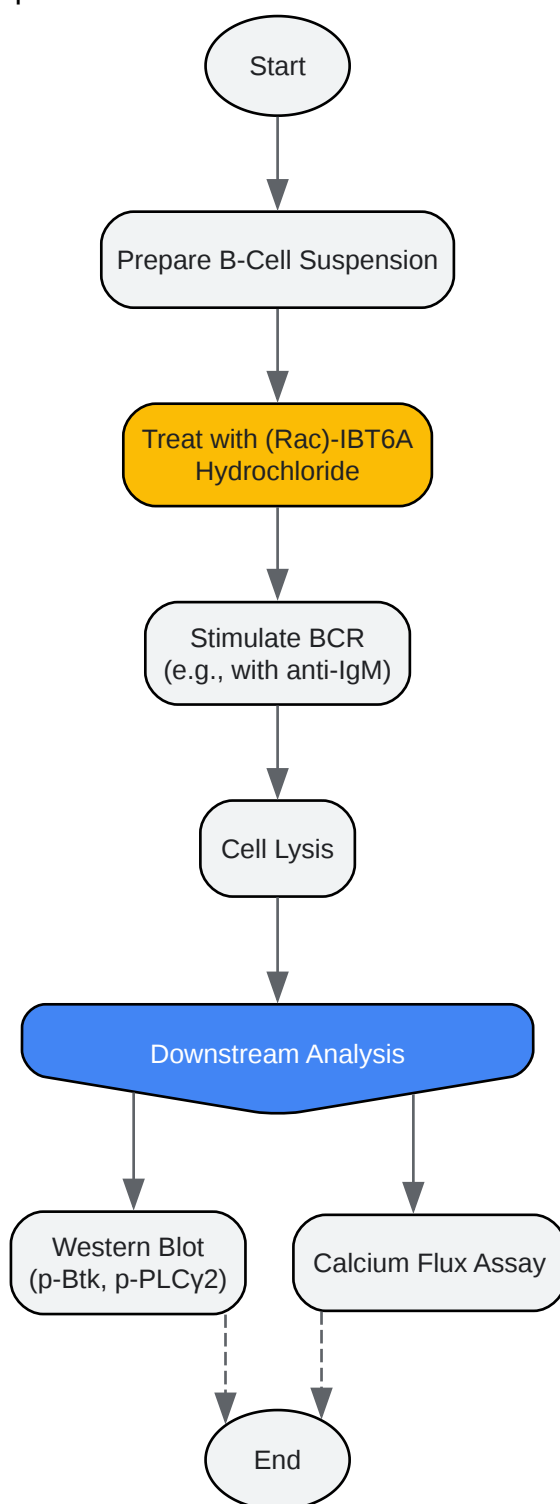 Start
Prepare B-Cell Suspension
Treat with (Rac)-IBT6A
Hydrochloride
Stimulate BCR
(e.g., with anti-IgM)
Cell Lysis
Downstream Analysis
Western Blot
(p-Btk, p-PLCγ2)
Calcium Flux Assay
End